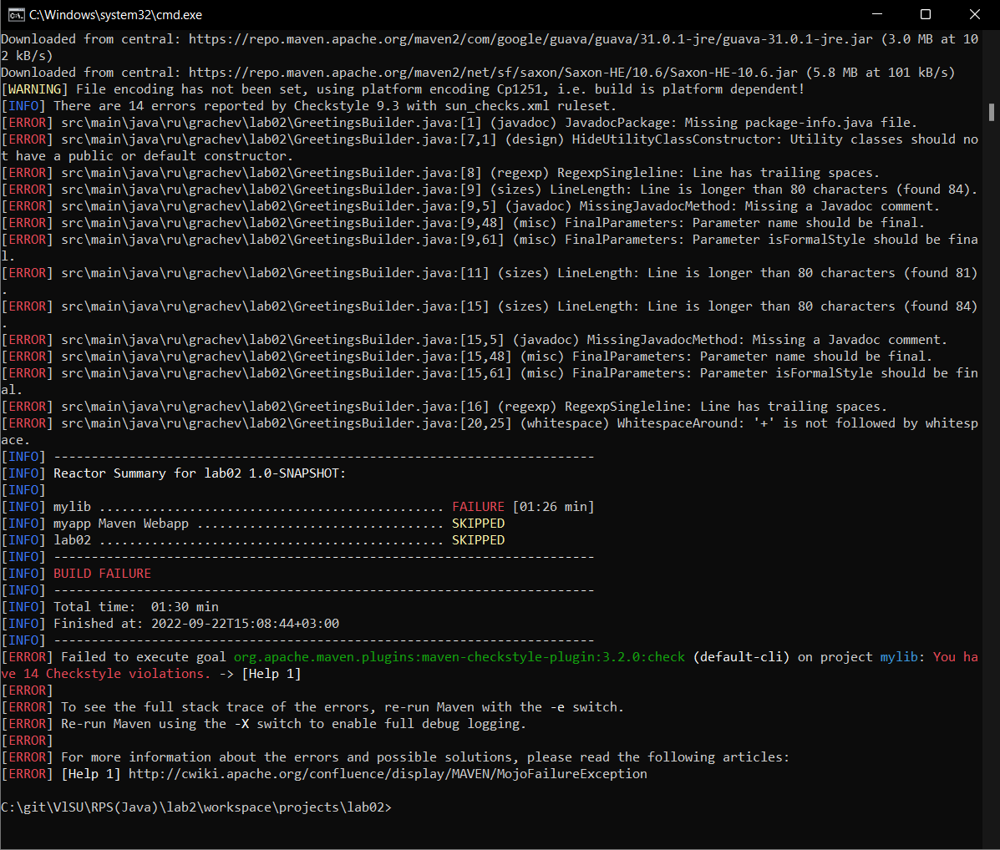 C:\Windows\system32\cmd.exe
Downloaded from central: https://repo.maven.apache.org/maven2/com/google/guava/guava/31.0.1-jre/guava-31.0.1-jre.jar (3.0 MB at 10
2 kB/s)
Downloaded from central: https://repo.maven.apache.org/maven2/net/sf/saxon/Saxon-HE/10.6/Saxon-HE-10.6.jar (5.8 MB at 101 kB/s)
[WARNING] File encoding has not been set, using platform encoding Cp1251, i.e. build is platform dependent!
[INFO] There are 14 errors reported by Checkstyle 9.3 with sun_checks.xml ruleset.
[ERROR] src\main\java\ru\grachev\lab02\GreetingsBuilder.java:[1] (javadoc) JavadocPackage: Missing package-info.java file.
[ERROR] src\main\java\ru\grachev\lab02\GreetingsBuilder.java:[7,1] (design) HideUtilityClassConstructor: Utility classes should no
t have a public or default constructor.
[ERROR] src\main\java\ru\grachev\lab02\GreetingsBuilder.java:[8] (regexp) RegexpSingleline: Line has trailing spaces.
[ERROR] src\main\java\ru\grachev\lab02\GreetingsBuilder.java:[9] (sizes) LineLength: Line is longer than 80 characters (found 84).
[ERROR] src\main\java\ru\grachev\lab02\GreetingsBuilder.java:[9,5] (javadoc) MissingJavadocMethod: Missing a Javadoc comment.
[ERROR] src\main\java\ru\grachev\lab02\GreetingsBuilder.java:[9,48] (misc) FinalParameters: Parameter name should be final.
[ERROR] src\main\java\ru\grachev\lab02\GreetingsBuilder.java:[9,61] (misc) FinalParameters: Parameter isFormalStyle should be fina
l.
[ERROR] src\main\java\ru\grachev\lab02\GreetingsBuilder.java:[11] (sizes) LineLength: Line is longer than 80 characters (found 81)
.
[ERROR] src\main\java\ru\grachev\lab02\GreetingsBuilder.java:[15] (sizes) LineLength: Line is longer than 80 characters (found 84)
.
[ERROR] src\main\java\ru\grachev\lab02\GreetingsBuilder.java:[15,5] (javadoc) MissingJavadocMethod: Missing a Javadoc comment.
[ERROR] src\main\java\ru\grachev\lab02\GreetingsBuilder.java:[15,48] (misc) FinalParameters: Parameter name should be final.
[ERROR] src\main\java\ru\grachev\lab02\GreetingsBuilder.java:[15,61] (misc) FinalParameters: Parameter isFormalStyle should be fin
al.
[ERROR] src\main\java\ru\grachev\lab02\GreetingsBuilder.java:[16] (regexp) RegexpSingleline: Line has trailing spaces.
[ERROR] src\main\java\ru\grachev\lab02\GreetingsBuilder.java:[20,25] (whitespace) WhitespaceAround: '+' is not followed by whitesp
ace.
[INFO] ------------------------------------------------------------------------
[INFO] Reactor Summary for lab02 1.0-SNAPSHOT:
[INFO]
[INFO] mylib .............................................. FAILURE [01:26 min]
[INFO] myapp Maven Webapp ................................. SKIPPED
[INFO] lab02 .............................................. SKIPPED
[INFO] ------------------------------------------------------------------------
[INFO] BUILD FAILURE
[INFO] ------------------------------------------------------------------------
[INFO] Total time:  01:30 min
[INFO] Finished at: 2022-09-22T15:08:44+03:00
[INFO] ------------------------------------------------------------------------
[ERROR] Failed to execute goal org.apache.maven.plugins:maven-checkstyle-plugin:3.2.0:check (default-cli) on project mylib: You ha
ve 14 Checkstyle violations. -> [Help 1]
[ERROR]
[ERROR] To see the full stack trace of the errors, re-run Maven with the -e switch.
[ERROR] Re-run Maven using the -X switch to enable full debug logging.
[ERROR]
[ERROR] For more information about the errors and possible solutions, please read the following articles:
[ERROR] [Help 1] http://cwiki.apache.org/confluence/display/MAVEN/MojoFailureException
C:\git\VlSU\RPS(Java)\lab2\workspace\projects\lab02>